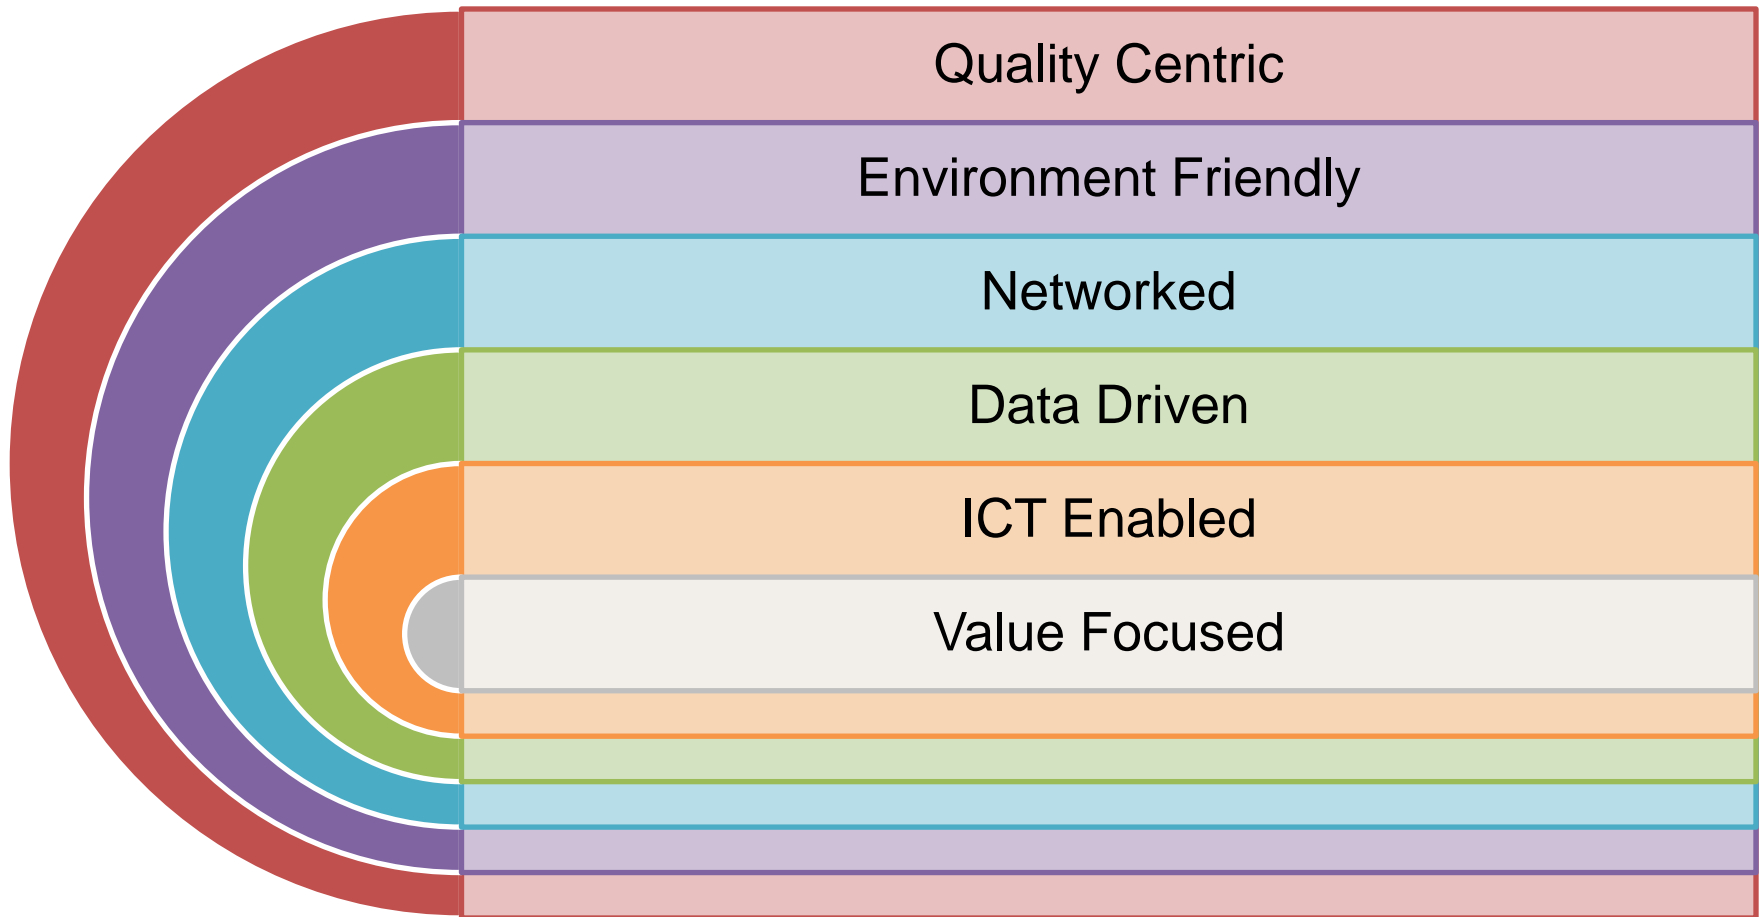 Quality Centric
Environment Friendly
Networked
Data Driven
ICT Enabled
Value Focused